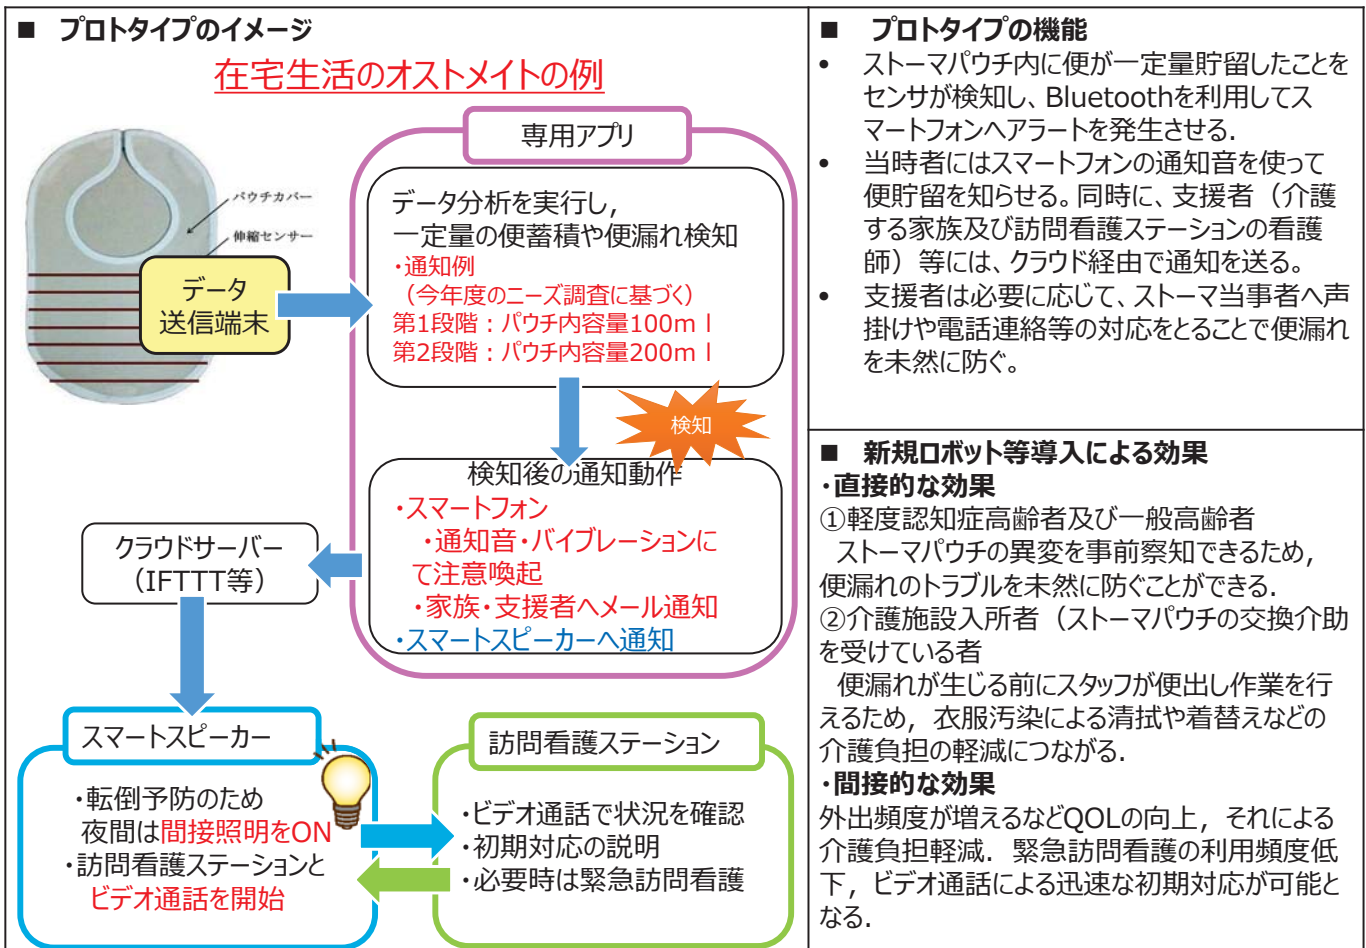 ■ プロトタイプのイメージ
在宅生活のオストメイトの例
パウチカバー
伸縮センサー
データ
送信端末
専用アプリ
データ分析を実行し，
一定量の便蓄積や便漏れ検知
・通知例
（今年度のニーズ調査に基づく）
第1段階：パウチ内容量100ｍｌ
第2段階：パウチ内容量200ｍｌ
検知
検知後の通知動作
・スマートフォン
・通知音・バイブレーションに
て注意喚起
・家族・支援者へメール通知
・スマートスピーカーへ通知
クラウドサーバー
（IFTTT等）
スマートスピーカー
・転倒予防のため
夜間は間接照明をON
・訪問看護ステーションと
ビデオ通話を開始
訪問看護ステーション
・ビデオ通話で状況を確認
・初期対応の説明
・必要時は緊急訪問看護
■ プロトタイプの機能
• ストーマパウチ内に便が一定量貯留したことを
センサが検知し、Bluetoothを利用してス
マートフォンへアラートを発生させる．
• 当時者にはスマートフォンの通知音を使って
便貯留を知らせる。同時に、支援者（介護
する家族及び訪問看護ステーションの看護
師）等には、クラウド経由で通知を送る。
• 支援者は必要に応じて、ストーマ当事者へ声
掛けや電話連絡等の対応をとることで便漏れ
を未然に防ぐ。
■ 新規ロボット等導入による効果
・直接的な効果
①軽度認知症高齢者及び一般高齢者
ストーマパウチの異変を事前察知できるため，
便漏れのトラブルを未然に防ぐことができる．
②介護施設入所者（ストーマパウチの交換介助
を受けている者
便漏れが生じる前にスタッフが便出し作業を行
えるため，衣服汚染による清拭や着替えなどの
介護負担の軽減につながる．
・間接的な効果
外出頻度が増えるなどQOLの向上，それによる
介護負担軽減．緊急訪問看護の利用頻度低
下，ビデオ通話による迅速な初期対応が可能と
なる．